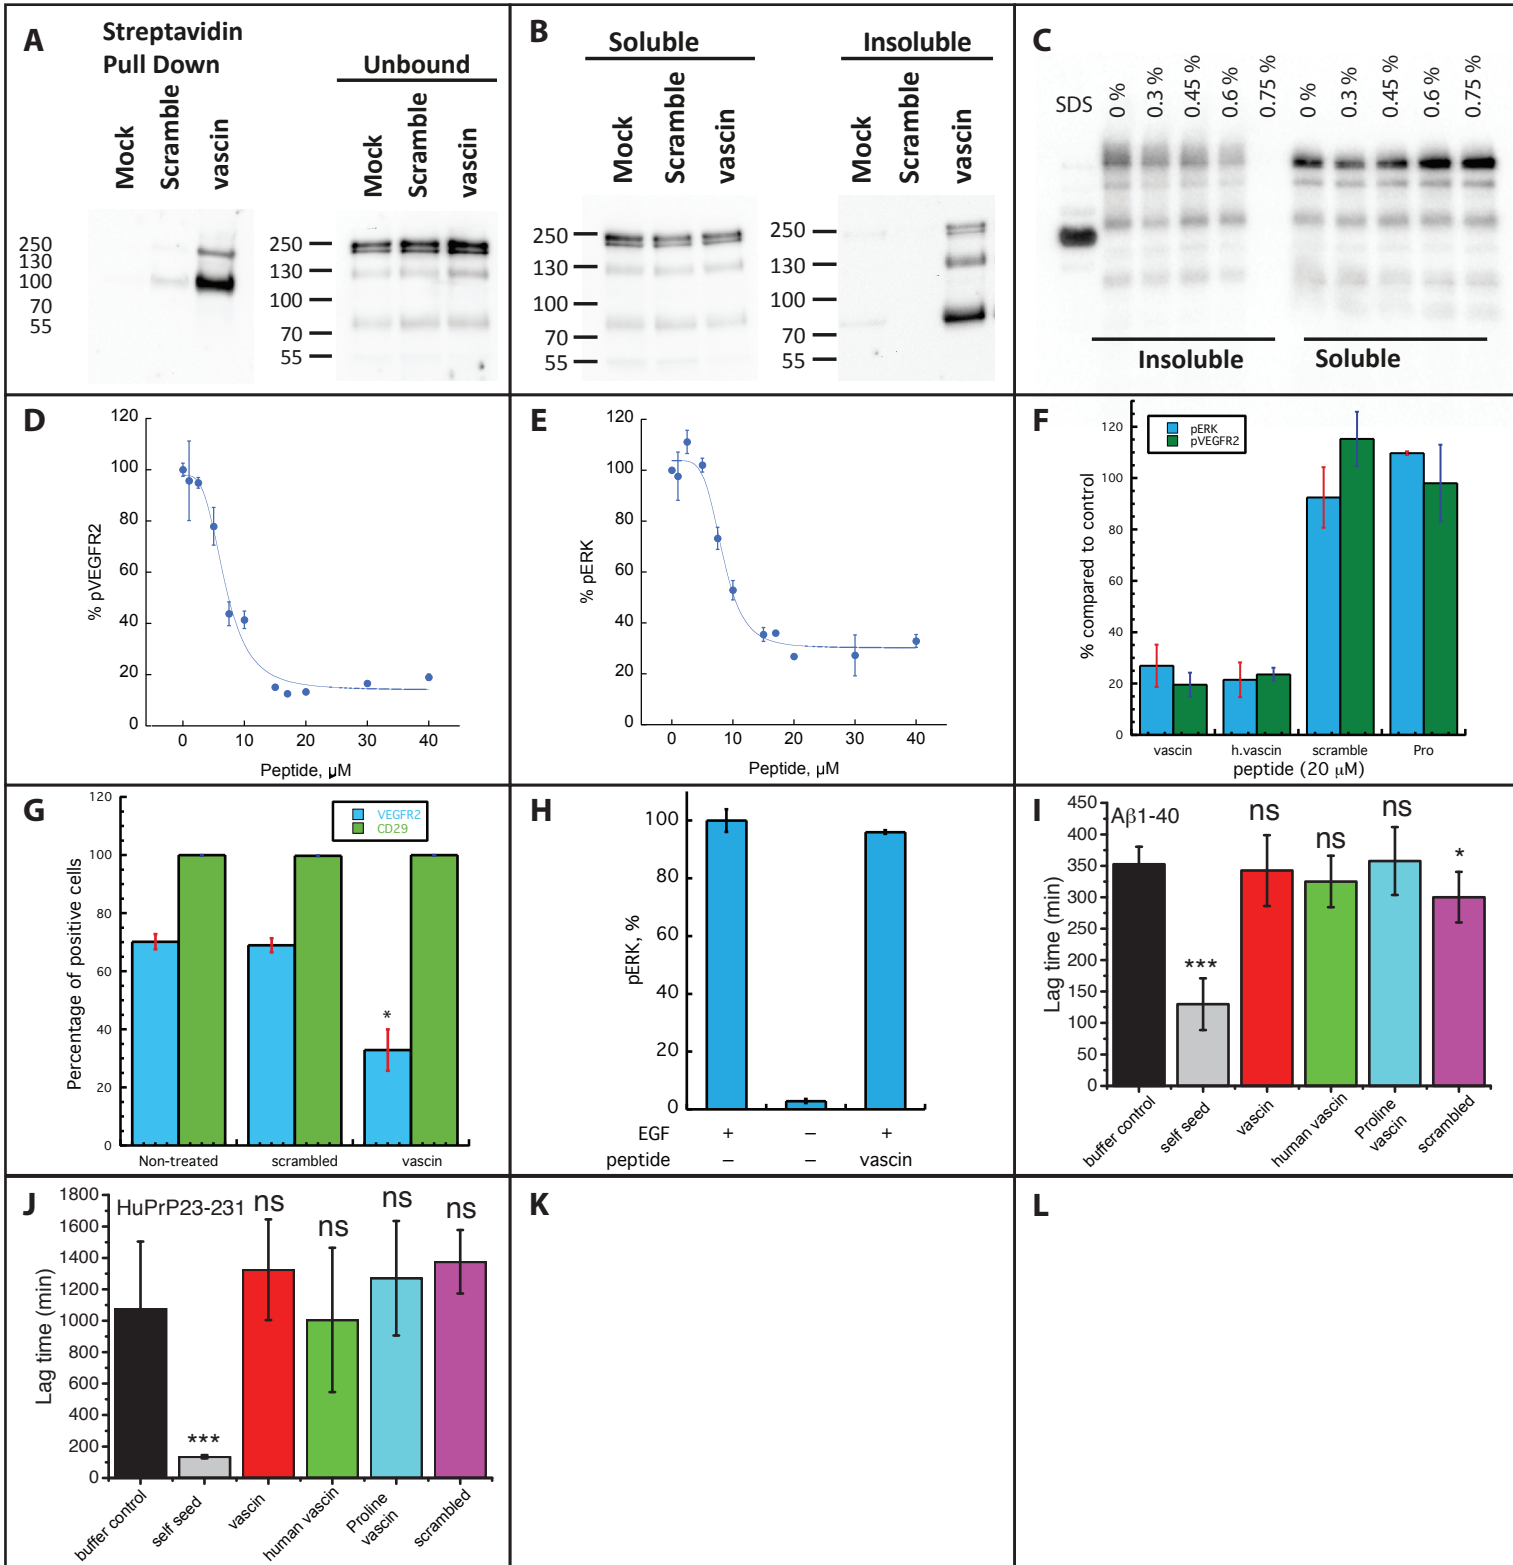 A
Streptavidin
Pull Down
Unbound
Mock
Scramble
vascin
Mock
Scramble
vascin
250
130
100
70
55
250
130
100
70
55
B
Soluble
Insoluble
Mock
Scramble
vascin
Mock
Scramble
vascin
250
130
100
70
55
250
130
100
70
55
C
SDS
0 %
0.3 %
0.45 %
0.6 %
0.75 %
0%
0.3 %
0.45 %
0.6 %
0.75 %
Insoluble
Soluble
D
% pVEGFR2
120
100
80
60
40
20
0
0 10 20 30 40
Peptide, µM
E
% pERK
120
100
80
60
40
20
0
0 10 20 30 40
Peptide, µM
F
pERK
pVEGFR2
% compared to control
120
100
80
60
40
20
0
vascin h.vascin scramble Pro
peptide (20 µM)
G
VEGFR2
CD29
Percentage of positive cells
120
100
80
60
40
20
0
*
Non-treated scrambled vascin
H
pERK, %
100
80
60
40
20
0
EGF + – +
peptide – – vascin
I
Aβ1-40
Lag time (min)
450
400
350
300
250
200
150
100
50
0
*** ns ns ns *
buffer control
self seed
vascin
human vascin
Proline
vascin
scrambled
J
HuPrP23-231
Lag time (min)
1800
1600
1400
1200
1000
800
600
400
200
0
*** ns ns ns ns
buffer control
self seed
vascin
human vascin
Proline
vascin
scrambled
K
L